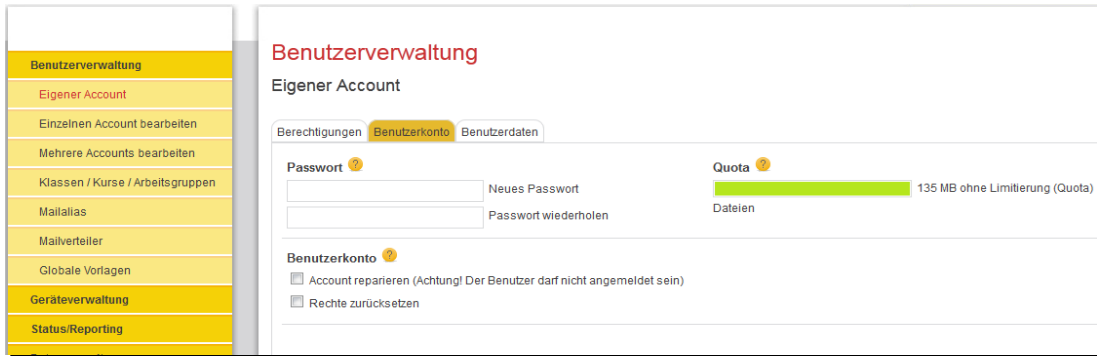 Benutzerverwaltung
Eigener Account
Einzelnen Account bearbeiten
Mehrere Accounts bearbeiten
Klassen / Kurse / Arbeitsgruppen
Mailalias
Mailverteiler
Globale Vorlagen
Geräteverwaltung
Status/Reporting
Benutzerverwaltung
Eigener Account
Berechtigungen Benutzerkonto Benutzerdaten
Passwort ?
Neues Passwort
Passwort wiederholen
Quota ?
135 MB ohne Limitierung (Quota)
Dateien
Benutzerkonto ?
Account reparieren (Achtung! Der Benutzer darf nicht angemeldet sein)
Rechte zurücksetzen